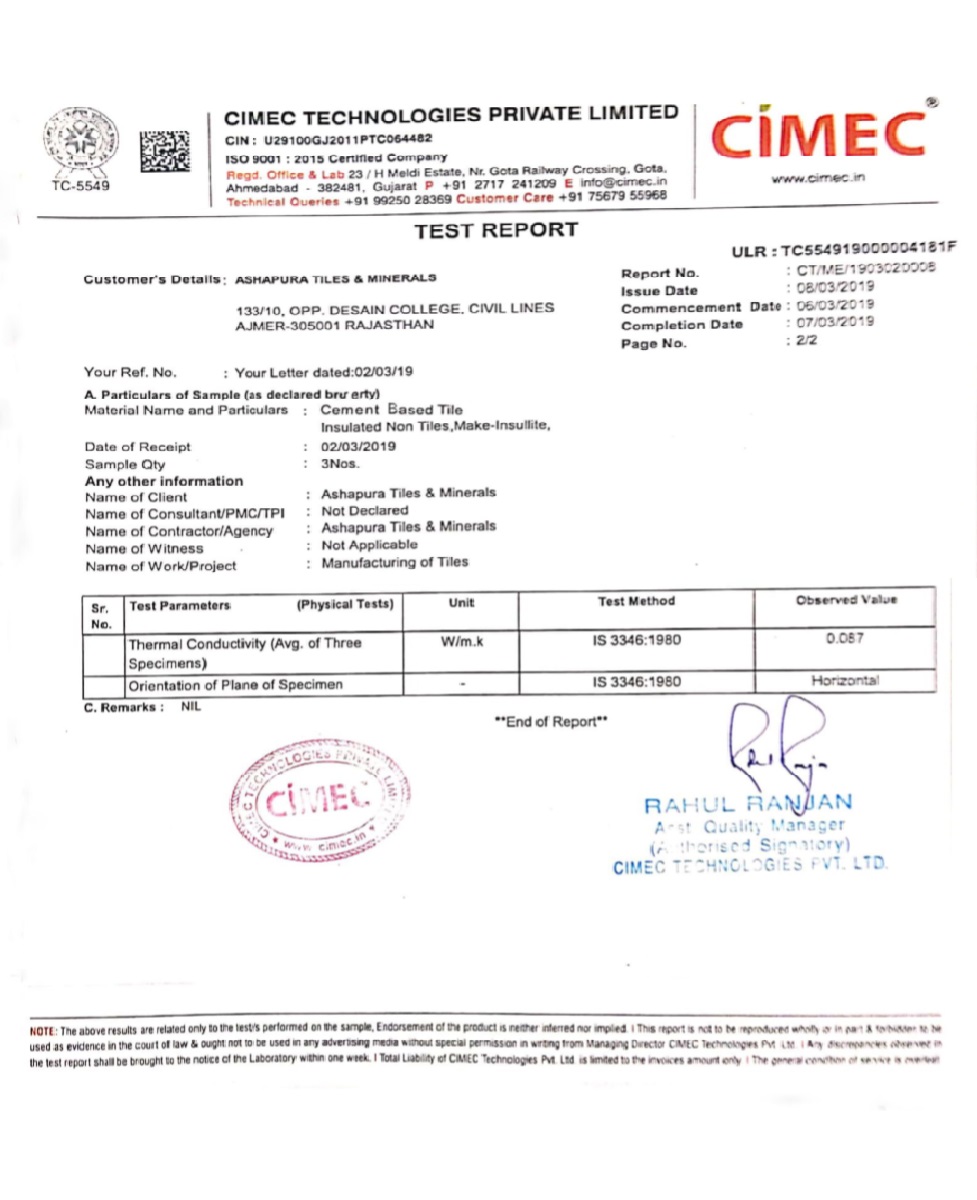 CIMEC TECHNOLOGIES PRIVATE LIMITED
CIN : U29100GJ2011PTC064482
ISO 9001 : 2015 Certified Company
Regd. Office & Lab 23 / H Meldi Estate, Nr. Gota Railway Crossing, Gota,
Ahmedabad - 382481, Gujarat P +91 2717 241209 E info@cimec.in
Technical Queries +91 99250 28369 Customer Care +91 75679 55968
TC-5549
CİMEC®
www.cimec.in
TEST REPORT
ULR : TC554919000004181F
Customer's Details : ASHAPURA TILES & MINERALS
133/10, OPP. DESAIN COLLEGE, CIVIL LINES
AJMER-305001 RAJASTHAN
Report No. : CT/ME/1903020008
Issue Date : 08/03/2019
Commencement Date : 06/03/2019
Completion Date : 07/03/2019
Page No. : 2/2
Your Ref. No. : Your Letter dated:02/03/19
A. Particulars of Sample (as declared
Material Name and Particulars : Cement Based Tile
Insulated Non Tiles,Make-Insullite,
Date of Receipt : 02/03/2019
Sample Qty : 3Nos.
Any other information
Name of Client : Ashapura Tiles & Minerals
Name of Consultant/PMC/TPI : Not Declared
Name of Contractor/Agency : Ashapura Tiles & Minerals
Name of Witness : Not Applicable
Name of Work/Project : Manufacturing of Tiles
Sr. No. Test Parameters (Physical Tests) Unit Test Method Observed Value
Thermal Conductivity (Avg. of Three Specimens) W/m.k IS 3346:1980 0.087
Orientation of Plane of Specimen - IS 3346:1980 Horizontal
C. Remarks : NIL
**End of Report**
CIMEC TECHNOLOGIES PRIVATE LIMITED
CİMEC
www.cimec.in
RAHUL RANJAN
Quality Manager
(Authorised Signatory)
CIMEC TECHNOLOGIES PVT. LTD.
NOTE: The above results are related only to the test/s performed on the sample, Endorsement of the product is neither inferred nor implied. I This report is not to be reproduced wholly or in part & forbidden to be
used as evidence in the court of law & ought not to be used in any advertising media without special permission in writing from Managing Director CIMEC Technologies Pvt. Ltd. I Any discrepancies observed in
the test report shall be brought to the notice of the Laboratory within one week. I Total Liability of CIMEC Technologies Pvt. Ltd. is limited to the invoices amount only. I The general condition of service is overleaf